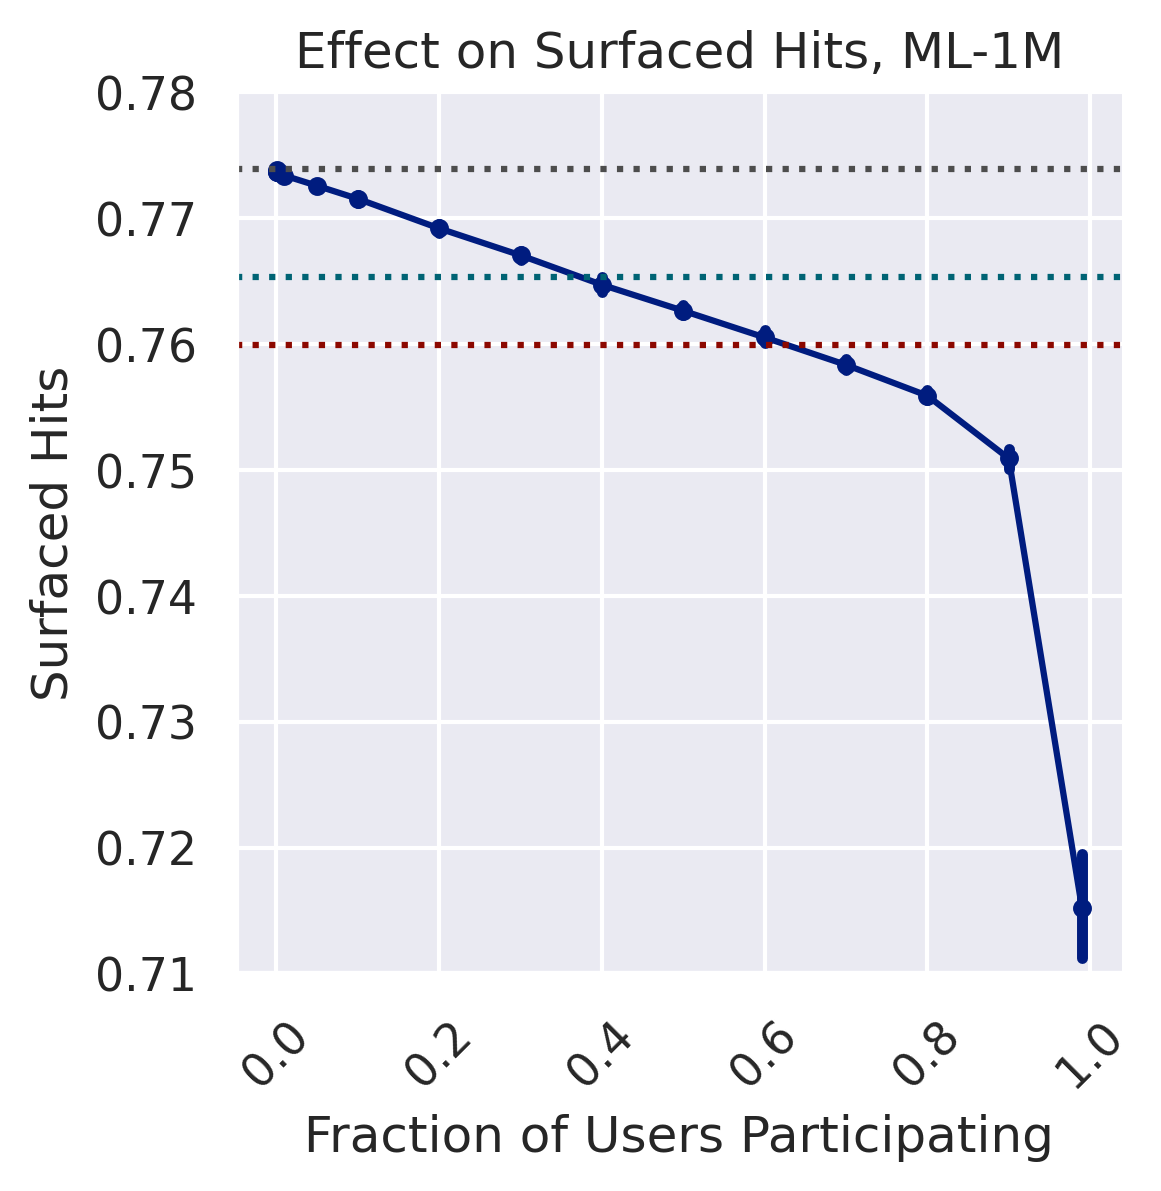 Effect on Surfaced Hits, ML-1M
0.78
0.77
0.76
0.75
0.74
0.73
0.72
0.71
Surfaced Hits
0.0 0.2 0.4 0.6 0.8 1.0
Fraction of Users Participating